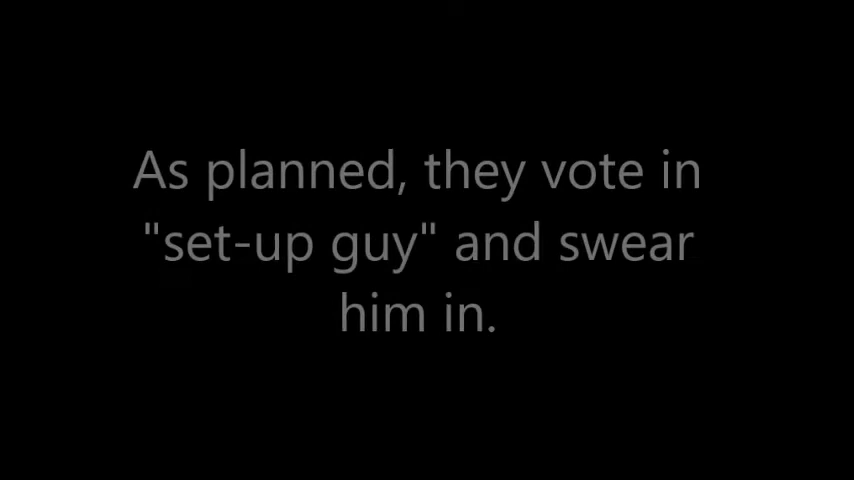 As planned, they vote in
"set-up guy" and swear
him in.